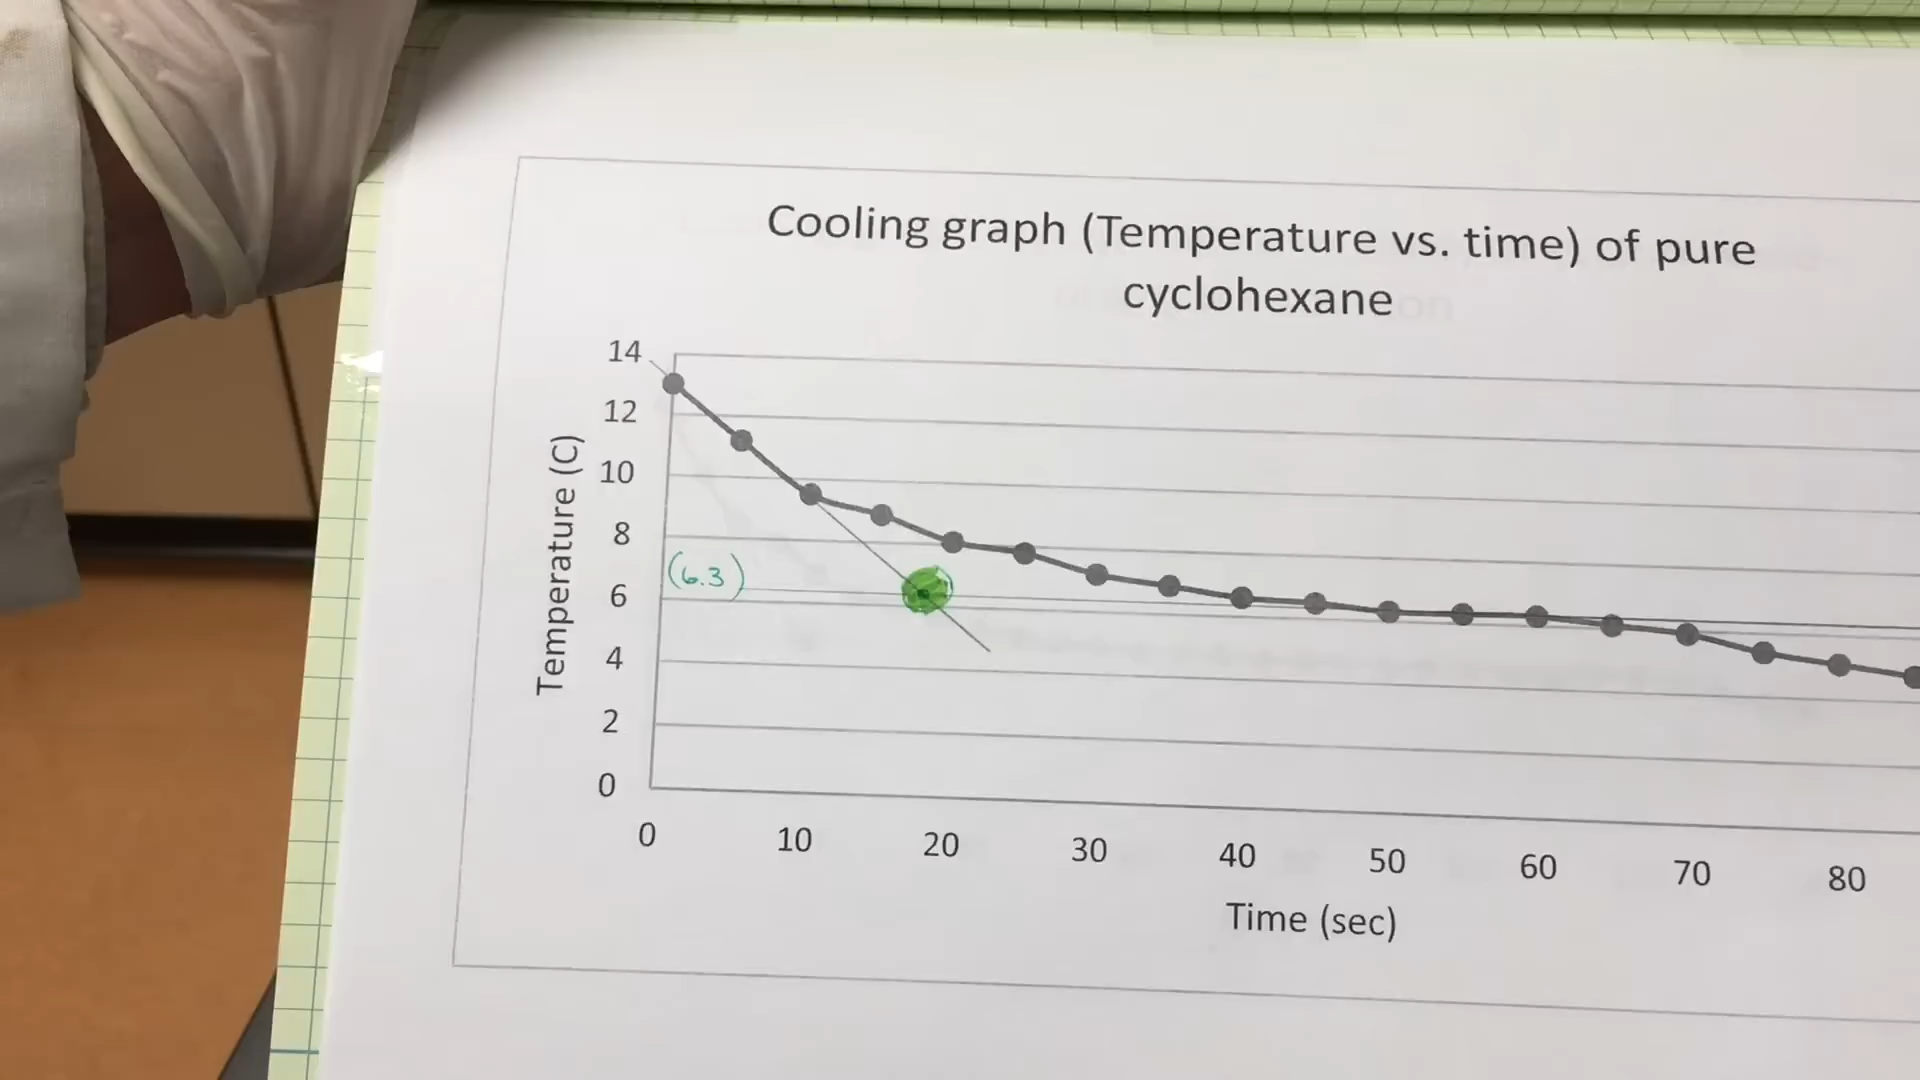 Cooling graph (Temperature vs. time) of pure
cyclohexane
Temperature (C)
14
12
10
8
6
4
2
0
(6.3)
0 10 20 30 40 50 60 70 80
Time (sec)